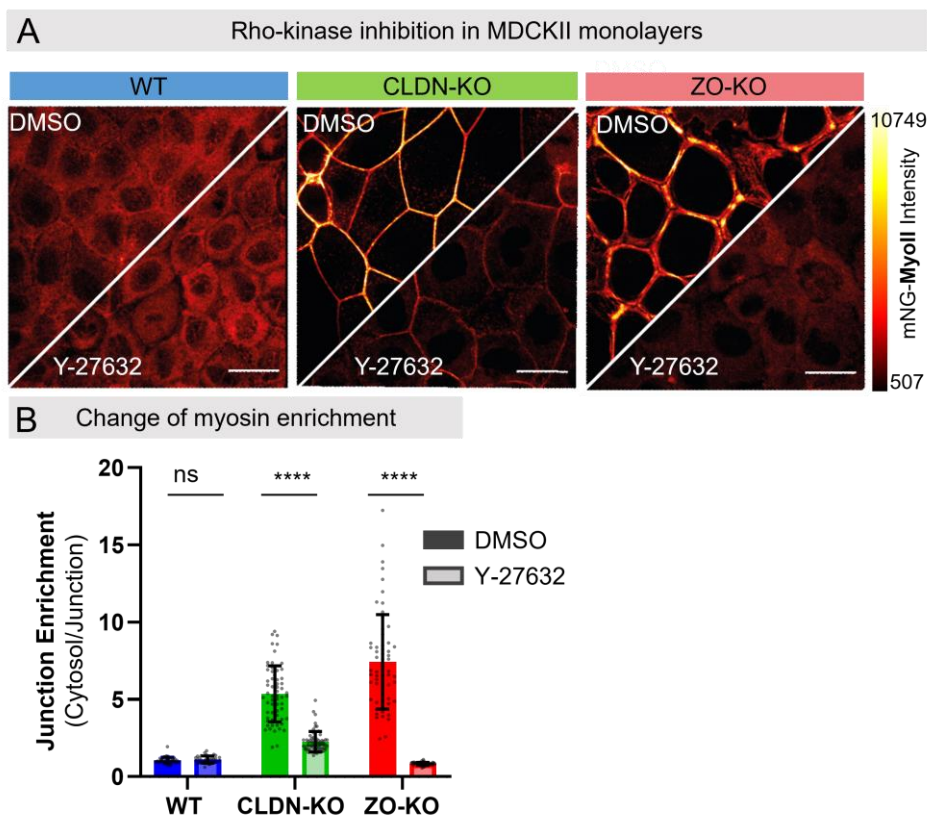 A
Rho-kinase inhibition in MDCKII monolayers
WT
CLDN-KO
ZO-KO
DMSO
DMSO
DMSO
Y-27632
Y-27632
Y-27632
10749
mNG-MyoII Intensity
507
B
Change of myosin enrichment
20
15
10
5
0
Junction Enrichment
(Cytosol/Junction)
ns
****
****
DMSO
Y-27632
WT
CLDN-KO
ZO-KO